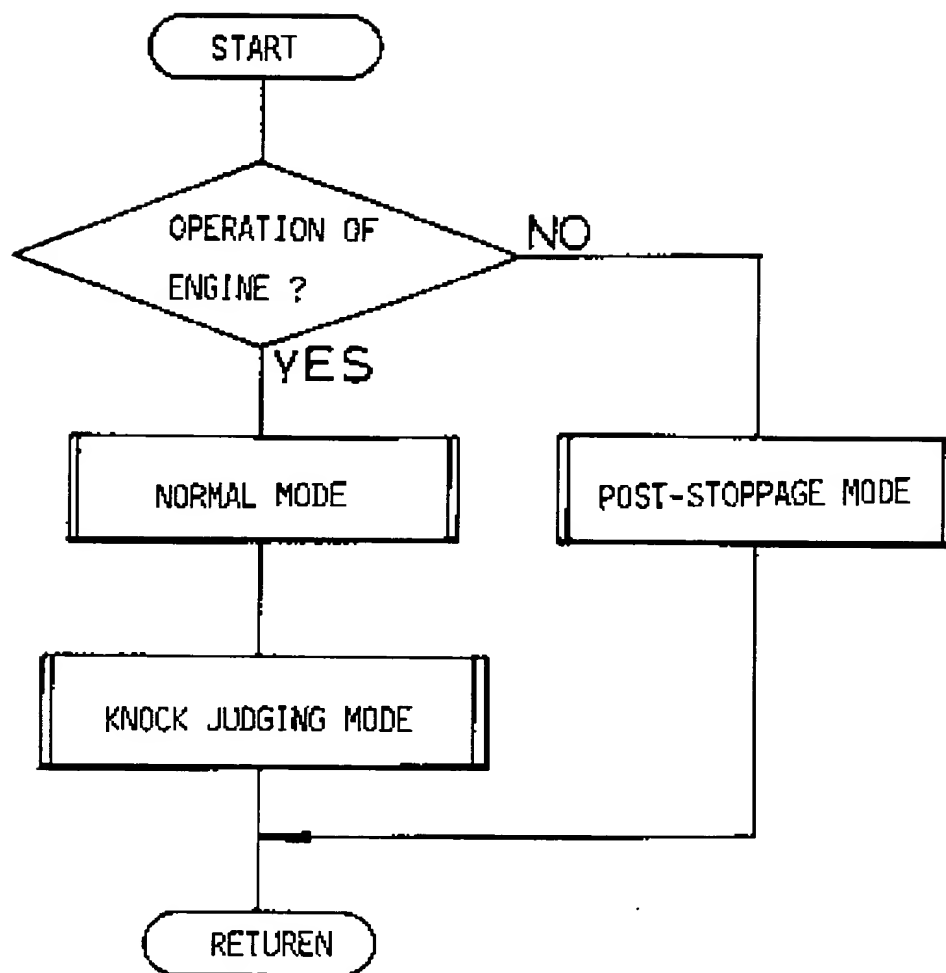 START
OPERATION OF
ENGINE ?
NO
YES
NORMAL MODE
POST-STOPPAGE MODE
KNOCK JUDGING MODE
RETUREN